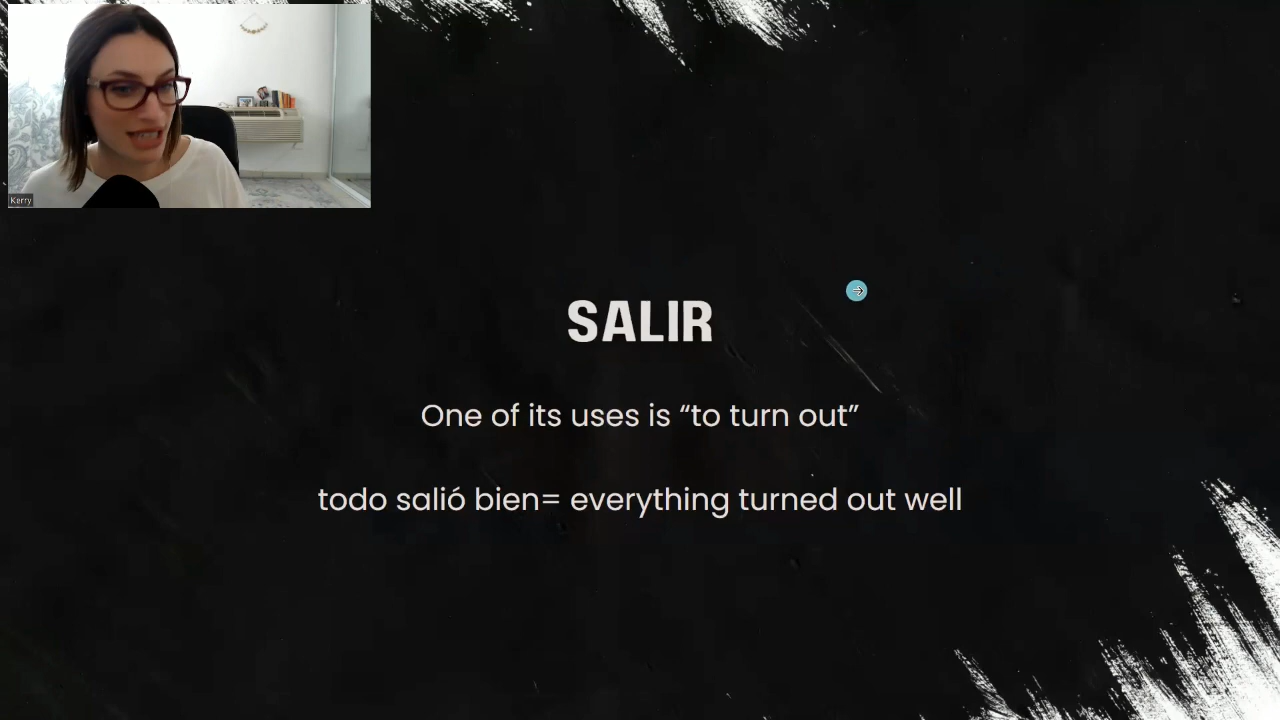 Kerry
SALIR
One of its uses is “to turn out”
todo salió bien= everything turned out well